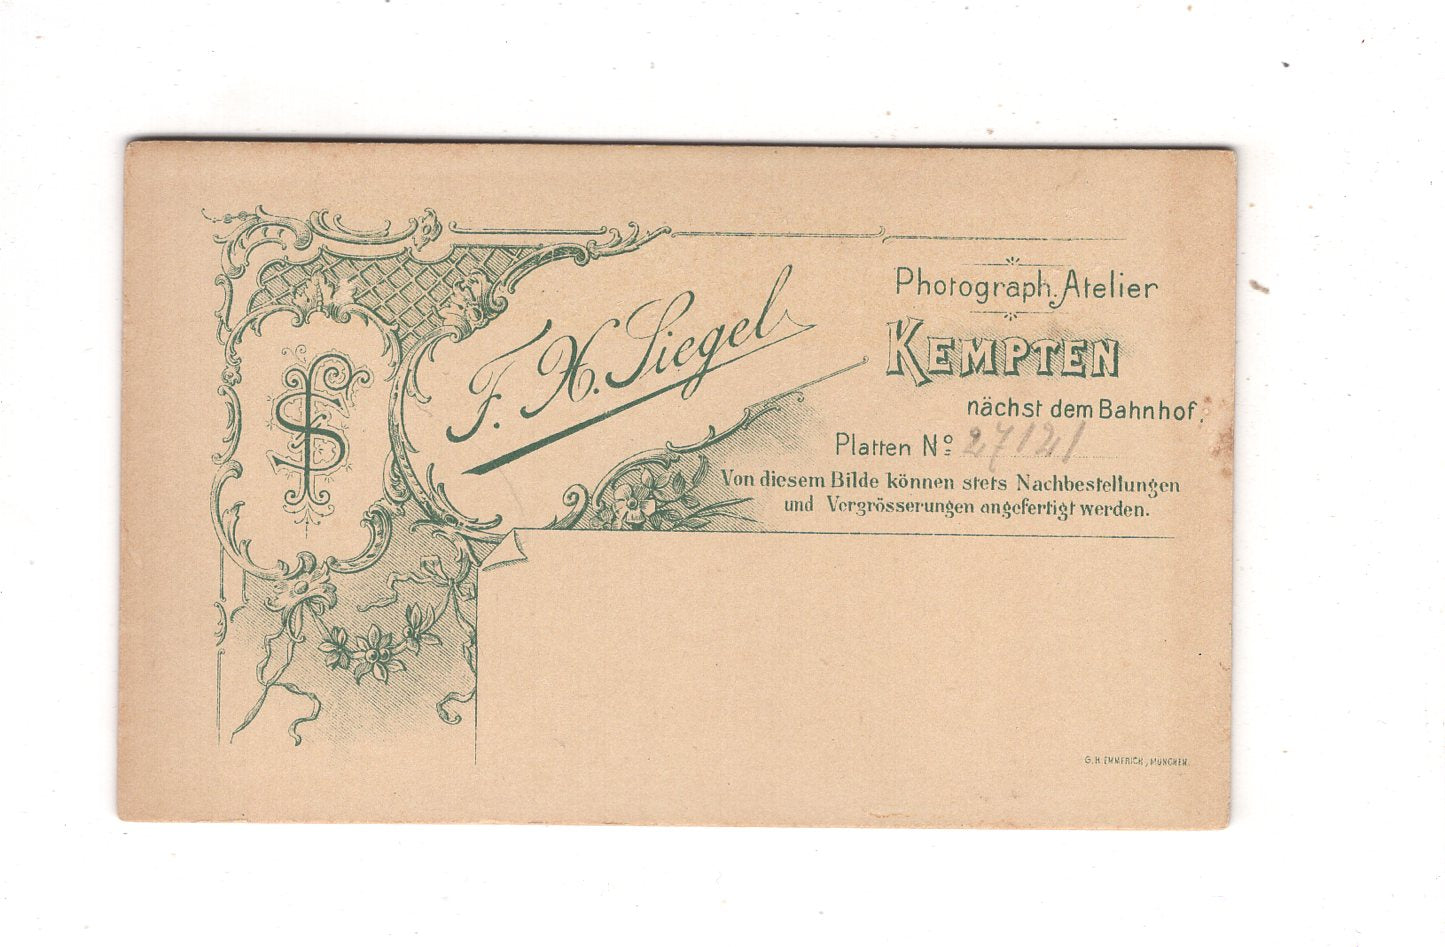 FS
F. X. Siegel
Photograph. Atelier
KEMPTEN
nächst dem Bahnhof.
Platten No 27121
Von diesem Bilde können stets Nachbestellungen
und Vergrösserungen angefertigt werden.
G. H. EMMERICH, MÜNCHEN.